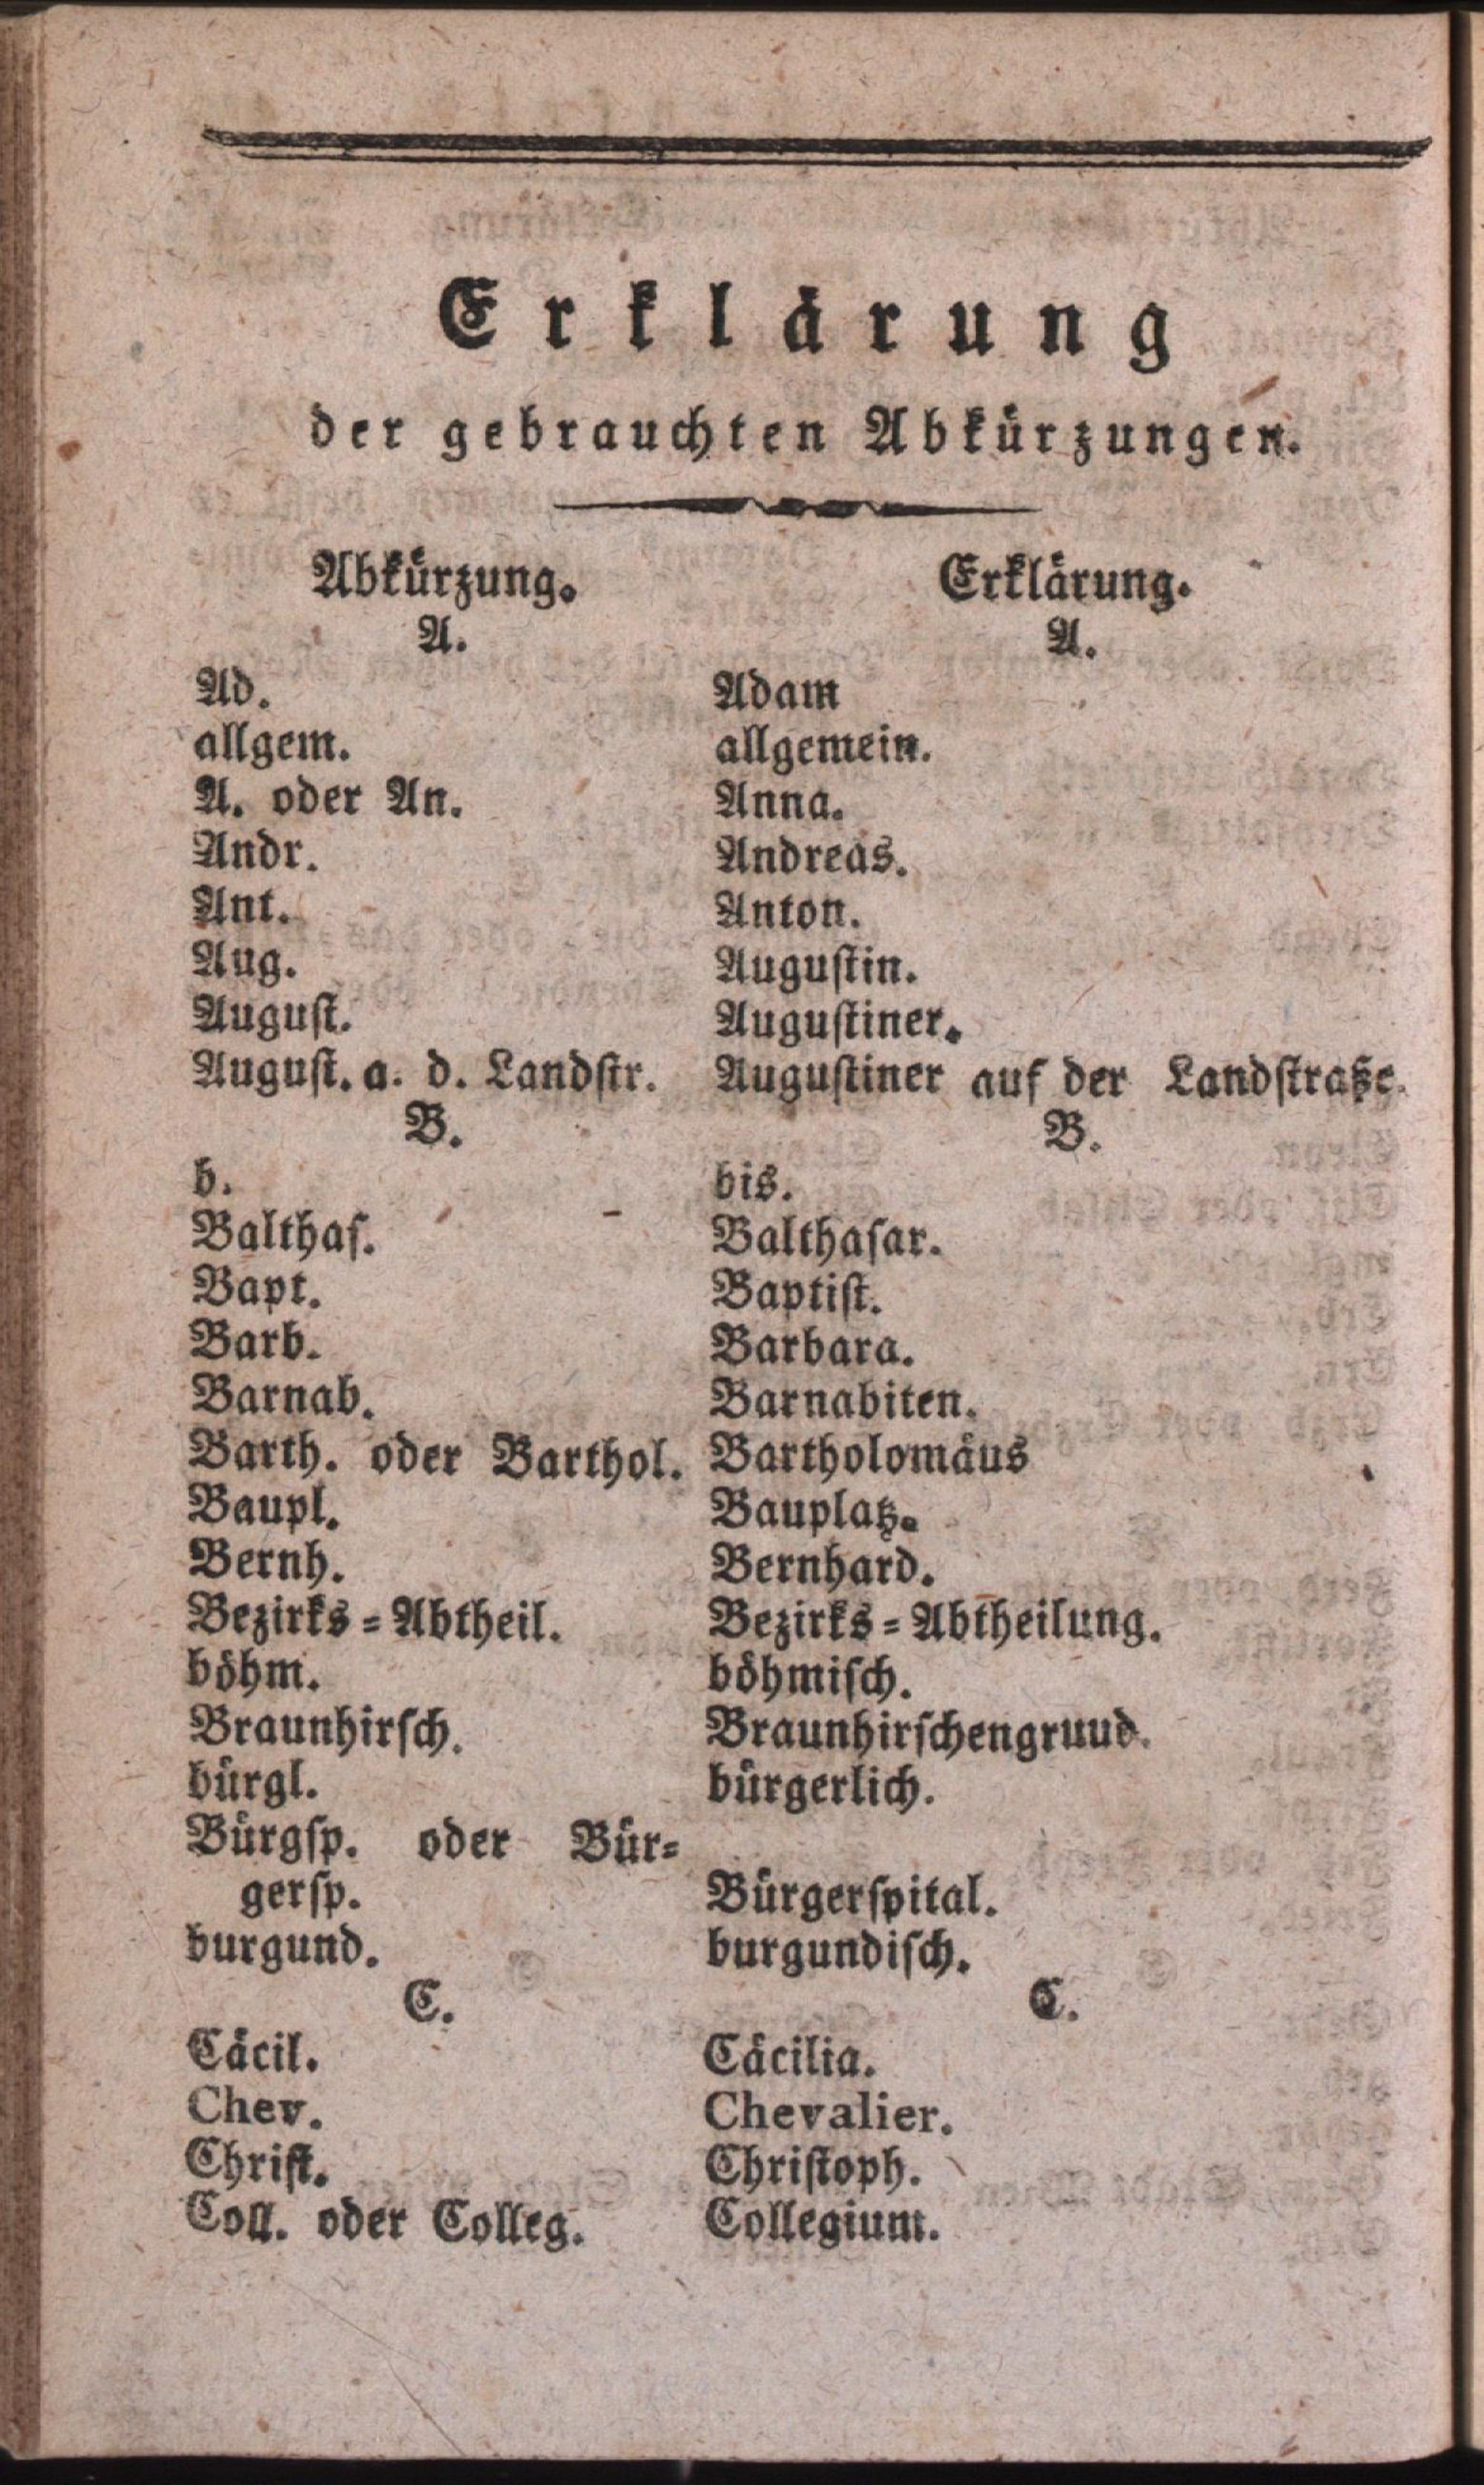 Erklärung
der gebrauchten Abkürzungen.
Abkürzung. Erklärung.
A. A.
Ad. Adam
allgem. allgemein.
A. oder An. Anna.
Andr. Andreas.
Ant. Anton.
Aug. Augustin.
August. Augustiner.
August. a. d. Landstr. Augustiner auf der Landstraße.
B. B.
b. bis.
Balthas. Balthasar.
Bapt. Baptist.
Barb. Barbara.
Barnab. Barnabiten.
Barth. oder Barthol. Bartholomäus
Baupl. Bauplatz.
Bernh. Bernhard.
Bezirks=Abtheil. Bezirks=Abtheilung.
böhm. böhmisch.
Braunhirsch. Braunhirschengruud.
bürgl. bürgerlich.
Bürgsp. oder Bür=
gersp. Bürgerspital.
burgund. burgundisch.
C. C.
Cäcil. Cäcilia.
Chev. Chevalier.
Christ. Christoph.
Coll. oder Colleg. Collegium.